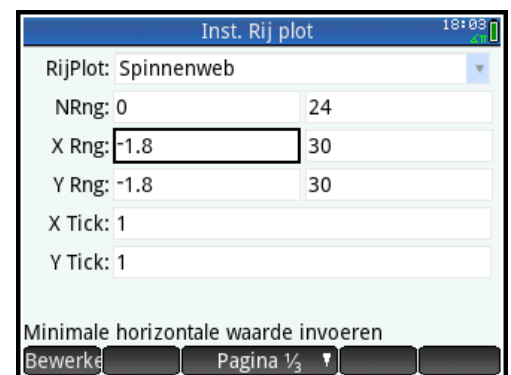 Inst. Rij plot 18:03
∡π
RijPlot: Spinnenweb
NRng: 0 24
X Rng: -1.8 30
Y Rng: -1.8 30
X Tick: 1
Y Tick: 1
Minimale horizontale waarde invoeren
Bewerke Pagina ⅓